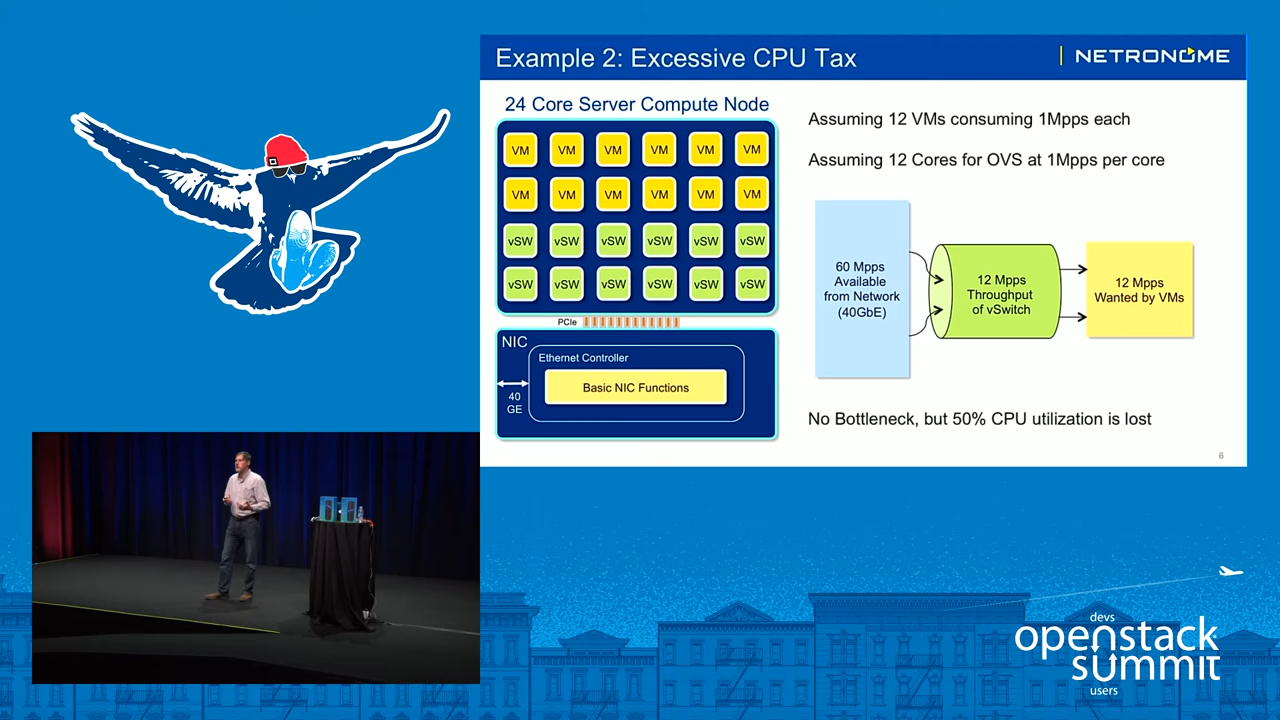 Example 2: Excessive CPU Tax
NETRONOME
24 Core Server Compute Node
VM VM VM VM VM VM
VM VM VM VM VM VM
vSW vSW vSW vSW vSW vSW
vSW vSW vSW vSW vSW vSW
PCIe
NIC
Ethernet Controller
Basic NIC Functions
40
GE
Assuming 12 VMs consuming 1Mpps each
Assuming 12 Cores for OVS at 1Mpps per core
60 Mpps
Available
from Network
(40GbE)
12 Mpps
Throughput
of vSwitch
12 Mpps
Wanted by VMs
No Bottleneck, but 50% CPU utilization is lost
6
devs
openstack
summit
users